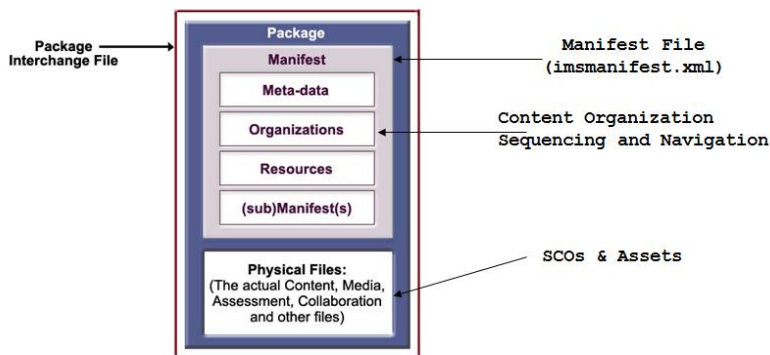 Package
Interchange File
Package
Manifest
Meta-data
Organizations
Resources
(sub)Manifest(s)
Physical Files:
(The actual Content, Media,
Assessment, Collaboration
and other files)
Manifest File
(imsmanifest.xml)
Content Organization
Sequencing and Navigation
SCOs & Assets